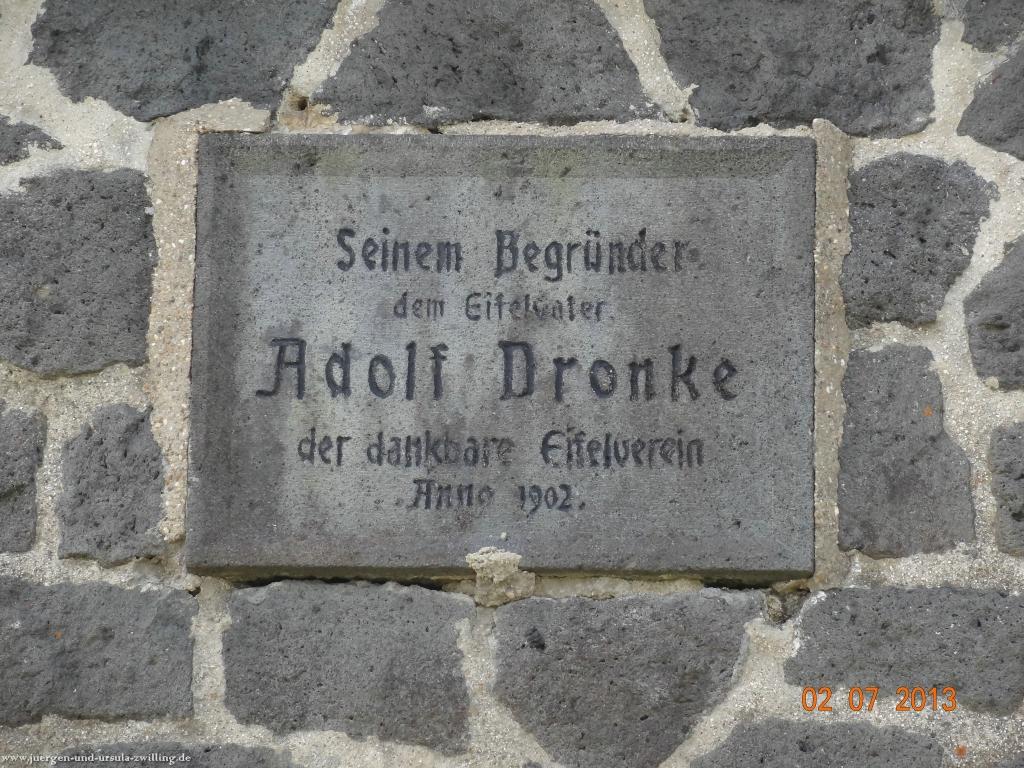 Seinem Begründer
dem Eifelvater
Adolf Dronke
der dankbare Eifelverein
Anno 1902.
02 07 2013
www.juergen-und-ursula-zwilling.de